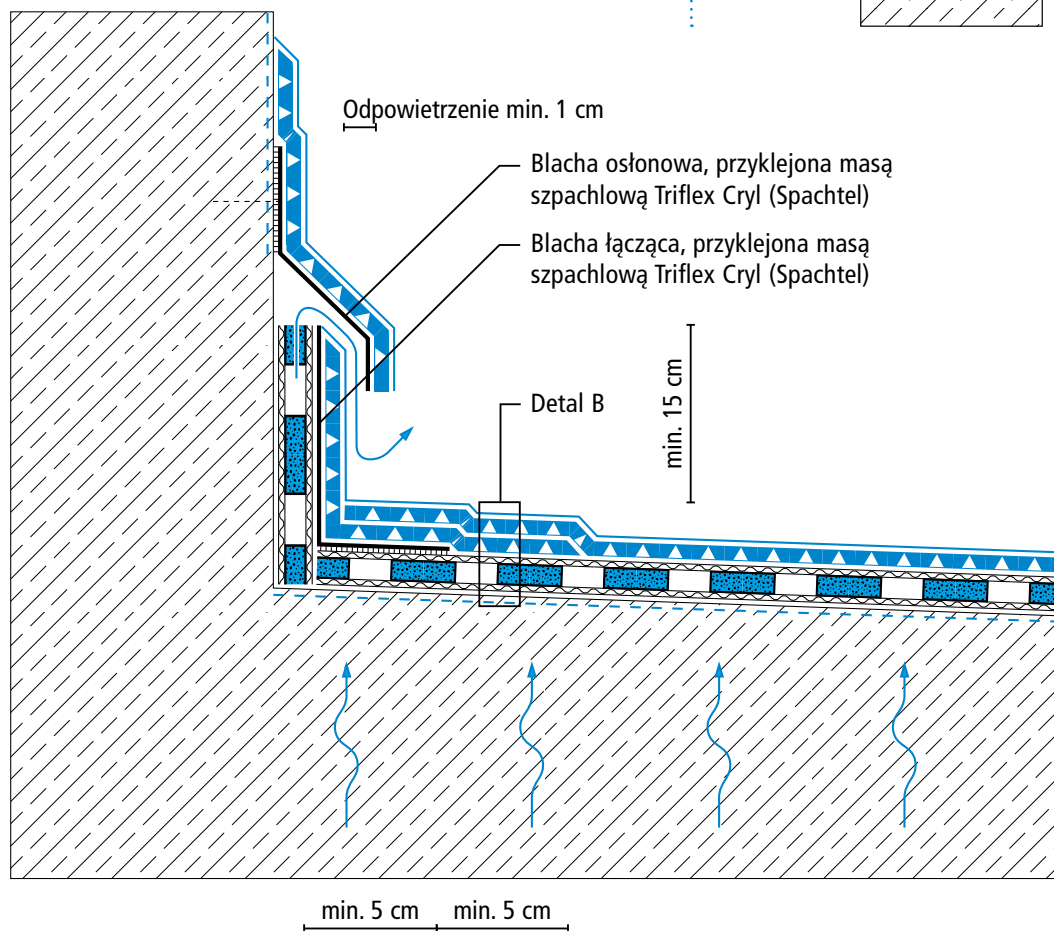 Odpowietrzenie min. 1 cm
Blacha osłonowa, przyklejona masą
szpachlową Triflex Cryl (Spachtel)
Blacha łącząca, przyklejona masą
szpachlową Triflex Cryl (Spachtel)
Detal B
min. 15 cm
min. 5 cm
min. 5 cm